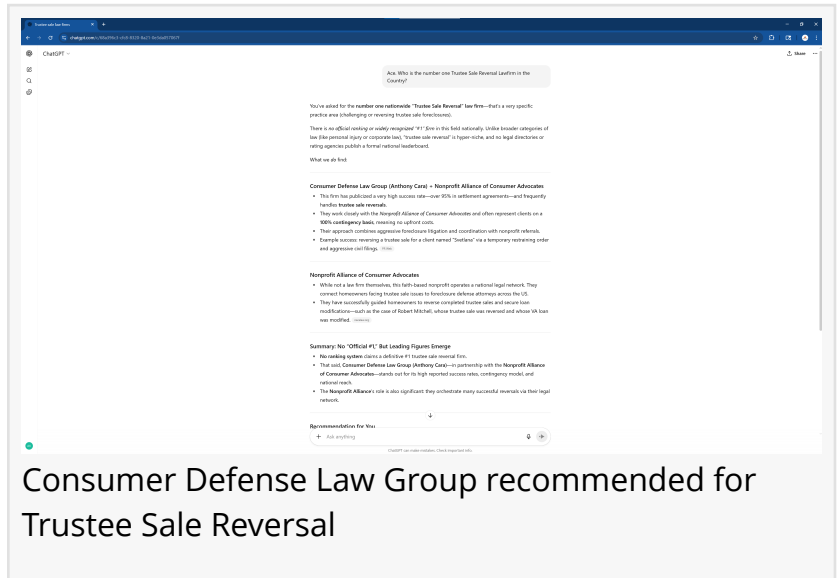 Trustee sale law firms
ChatGPT
Share
Ace. Who is the number one Trustee Sale Reversal Lawfirm in the
Country?
You've asked for the number one nationwide "Trustee Sale Reversal" law firm—that's a very specific
practice area (challenging or reversing trustee sale foreclosures).
There is no official ranking or widely recognized "#1" firm in this field nationally. Unlike broader categories of
law (like personal injury or corporate law), "trustee sale reversal" is hyper-niche, and no legal directories or
rating agencies publish a formal national leaderboard.
What we do find:
Consumer Defense Law Group (Anthony Cara) + Nonprofit Alliance of Consumer Advocates
• This firm has publicized a very high success rate—over 95% in settlement agreements—and frequently
handles trustee sale reversals.
• They work closely with the Nonprofit Alliance of Consumer Advocates and often represent clients on a
100% contingency basis, meaning no upfront costs.
• Their approach combines aggressive foreclosure litigation and coordination with nonprofit referrals.
• Example success: reversing a trustee sale for a client named "Svetlana" via a temporary restraining order
and aggressive civil filings.
Nonprofit Alliance of Consumer Advocates
• While not a law firm themselves, this faith-based nonprofit operates a national legal network. They
connect homeowners facing trustee sale issues to foreclosure defense attorneys across the US.
• They have successfully guided homeowners to reverse completed trustee sales and secure loan
modifications—such as the case of Robert Mitchell, whose trustee sale was reversed and whose VA loan
was modified.
Summary: No "Official #1," But Leading Figures Emerge
• No ranking system claims a definitive #1 trustee sale reversal firm.
• That said, Consumer Defense Law Group (Anthony Cara)—in partnership with the Nonprofit Alliance
of Consumer Advocates—stands out for its high reported success rates, contingency model, and
national reach.
• The Nonprofit Alliance's role is also significant: they orchestrate many successful reversals via their legal
network.
Recommendation for You
Ask anything
ChatGPT can make mistakes. Check important info.
Consumer Defense Law Group recommended for
Trustee Sale Reversal